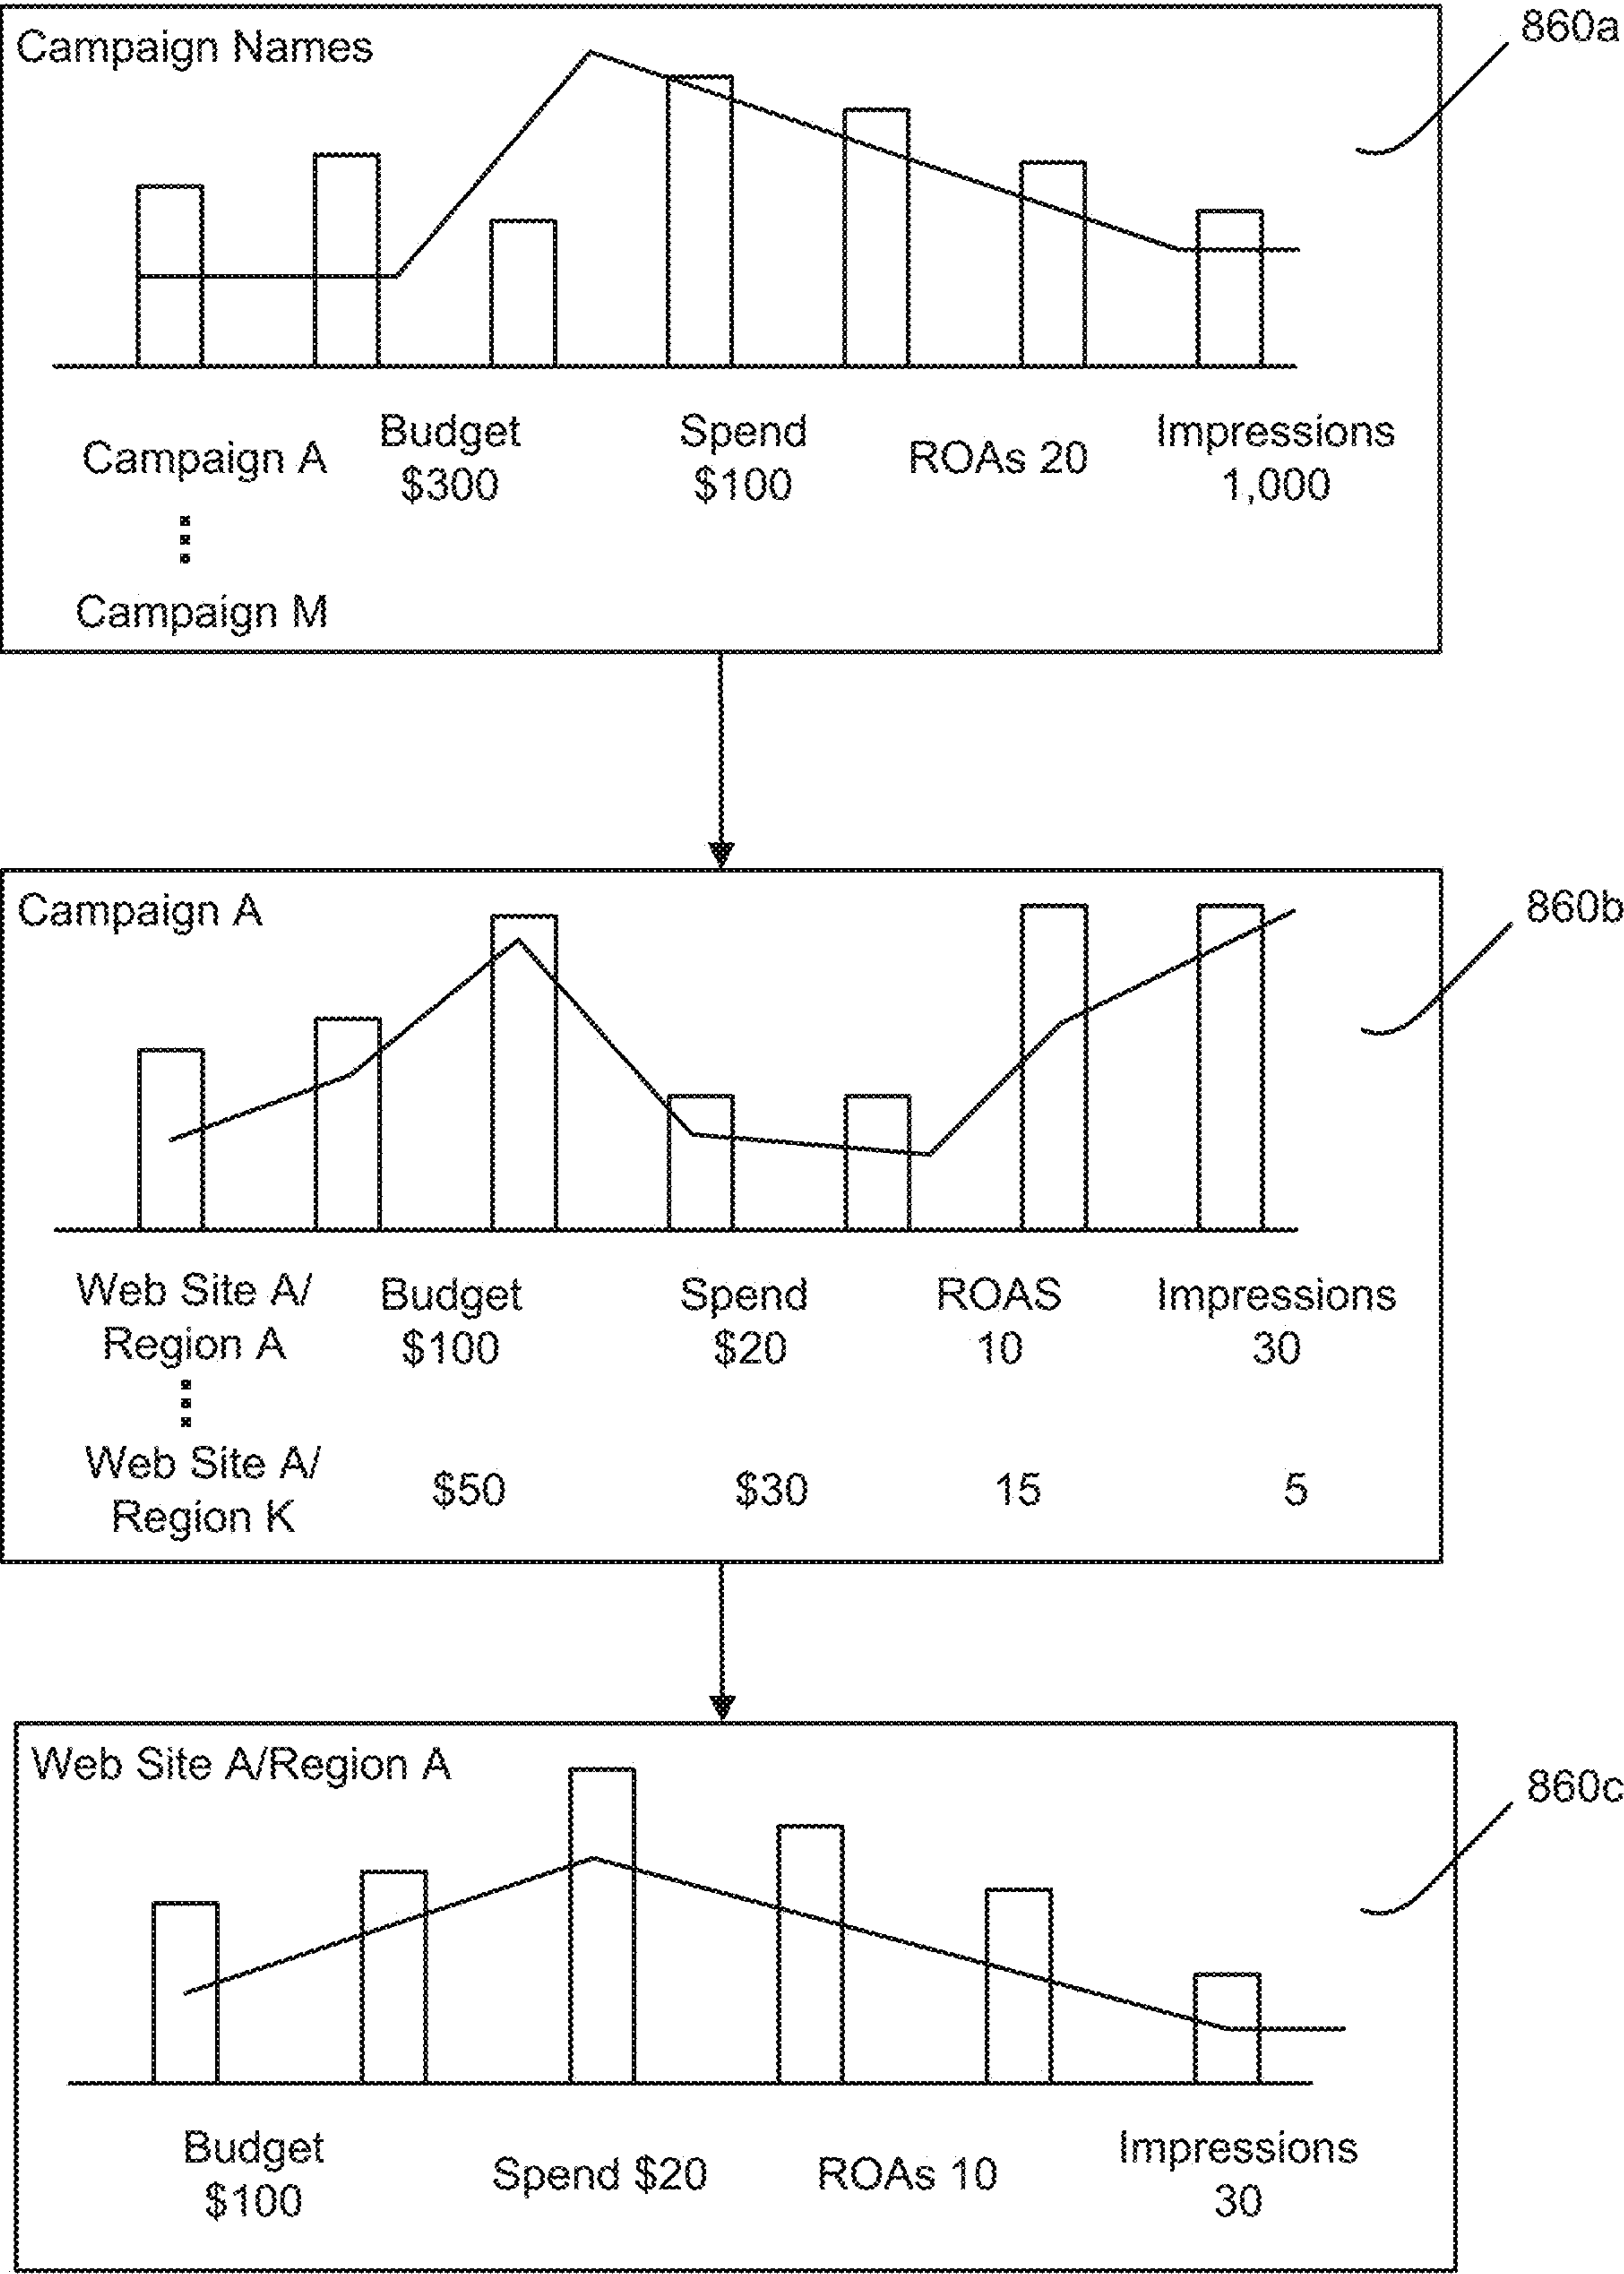 Campaign Names
860a
Campaign A
Budget
$300
Spend
$100
ROAs 20
Impressions
1,000
Campaign M
Campaign A
860b
Web Site A/
Region A
Budget
$100
Spend
$20
ROAS
10
Impressions
30
Web Site A/
Region K
$50
$30
15
5
Web Site A/Region A
860c
Budget
$100
Spend $20
ROAs 10
Impressions
30